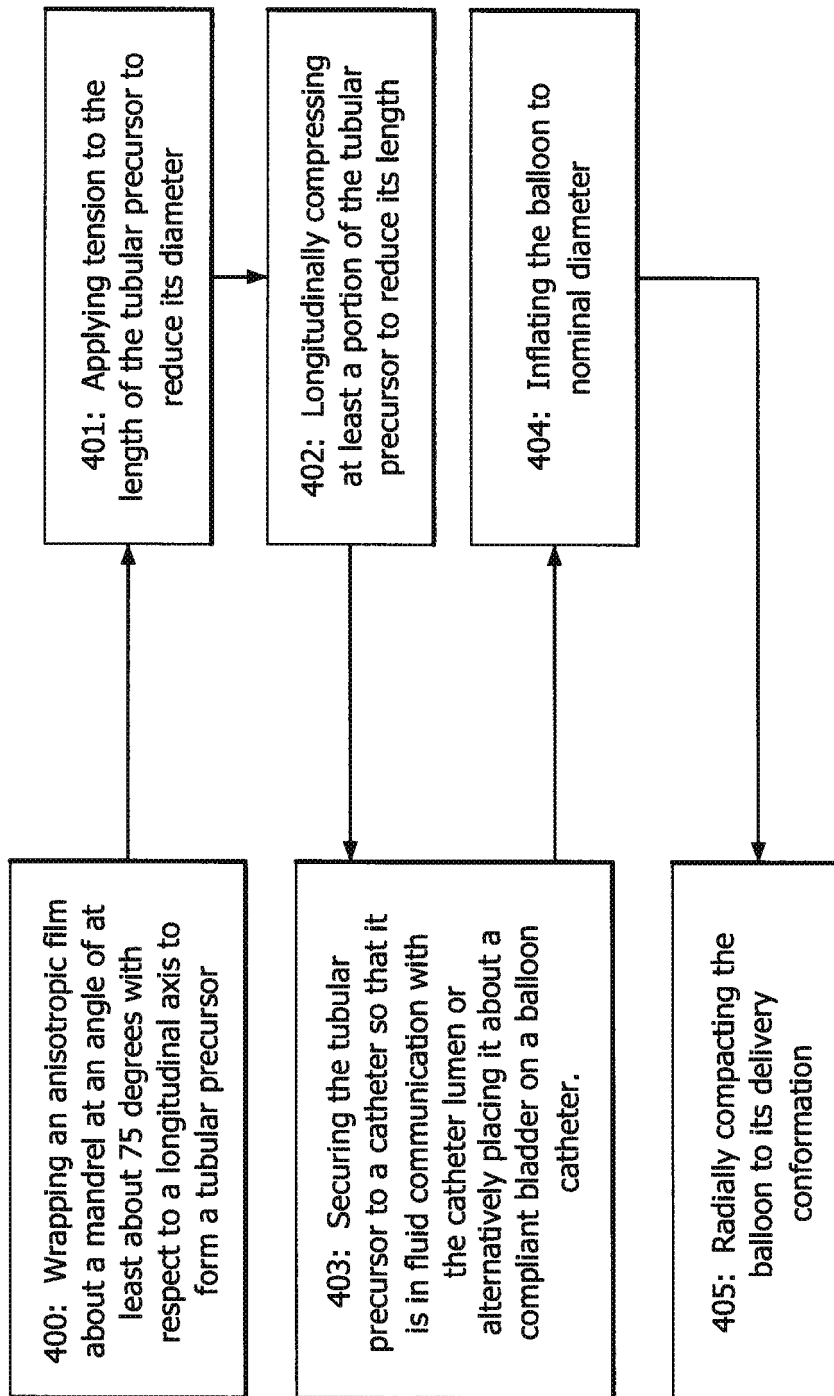 400: Wrapping an anisotropic film
about a mandrel at an angle of at
least about 75 degrees with
respect to a longitudinal axis to
form a tubular precursor
401: Applying tension to the
length of the tubular precursor to
reduce its diameter
402: Longitudinally compressing
at least a portion of the tubular
precursor to reduce its length
403: Securing the tubular
precursor to a catheter so that it
is in fluid communication with
the catheter lumen or
alternatively placing it about a
compliant bladder on a balloon
catheter.
404: Inflating the balloon to
nominal diameter
405: Radially compacting the
balloon to its delivery
conformation